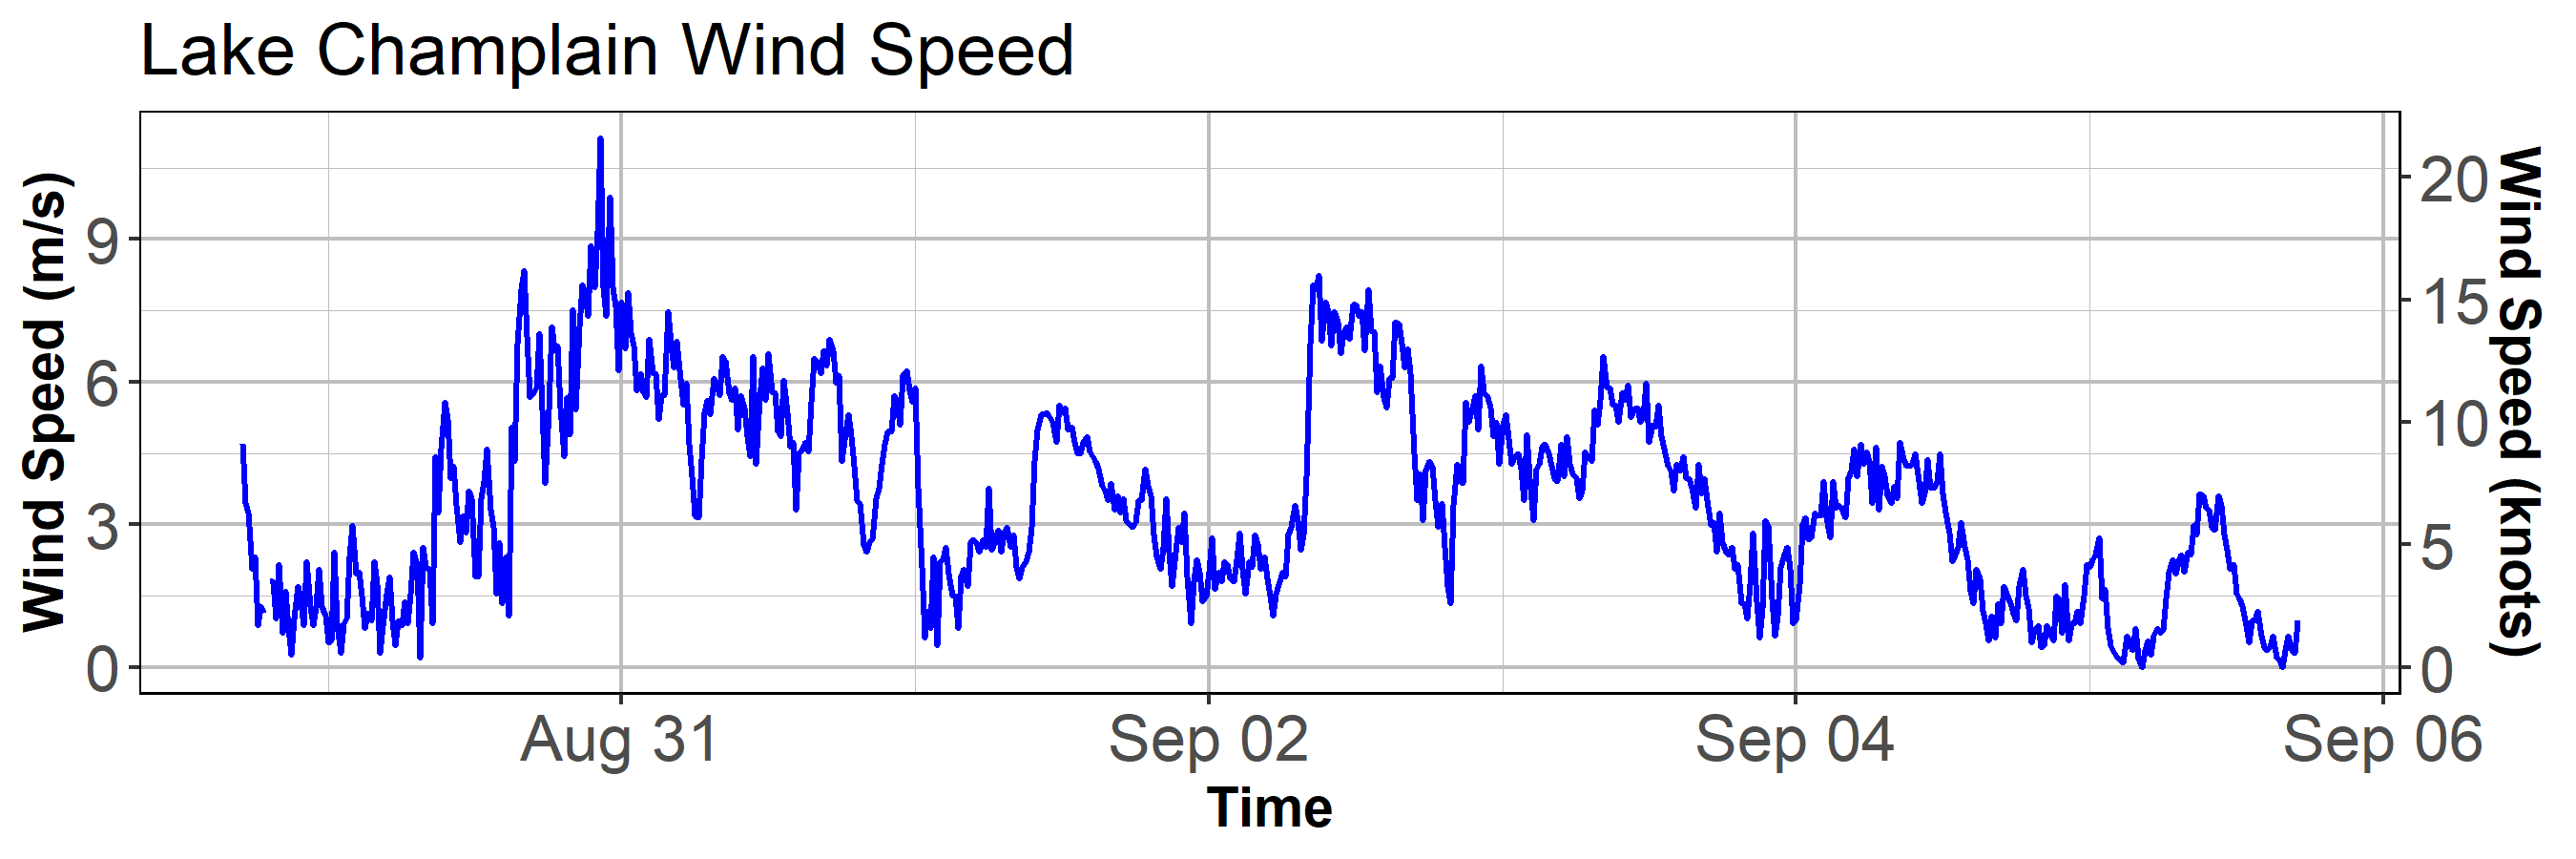 Lake Champlain Wind Speed
Wind Speed (m/s)
9
6
3
0
20
15
10
5
0
Wind Speed (knots)
Aug 31
Sep 02
Sep 04
Sep 06
Time